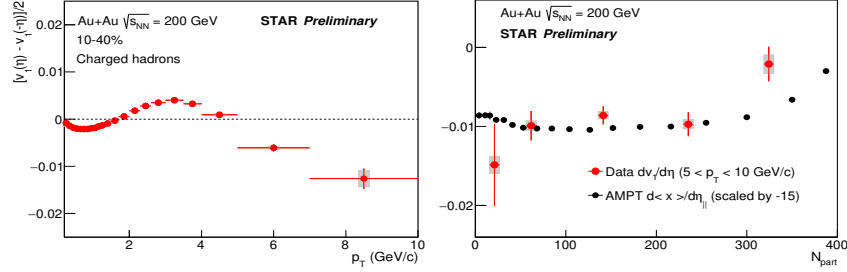 Au+Au √sNN = 200 GeV
STAR Preliminary
10-40%
Charged hadrons
[v1(η) - v1(-η)]/2
0.02
0.01
0
−0.01
−0.02
2
4
6
8
10
pT (GeV/c)
Au+Au √sNN = 200 GeV
STAR Preliminary
0
−0.01
−0.02
Data dv1/dη (5 < pT < 10 GeV/c)
AMPT d< x >/dη|| (scaled by -15)
0
100
200
300
400
Npart